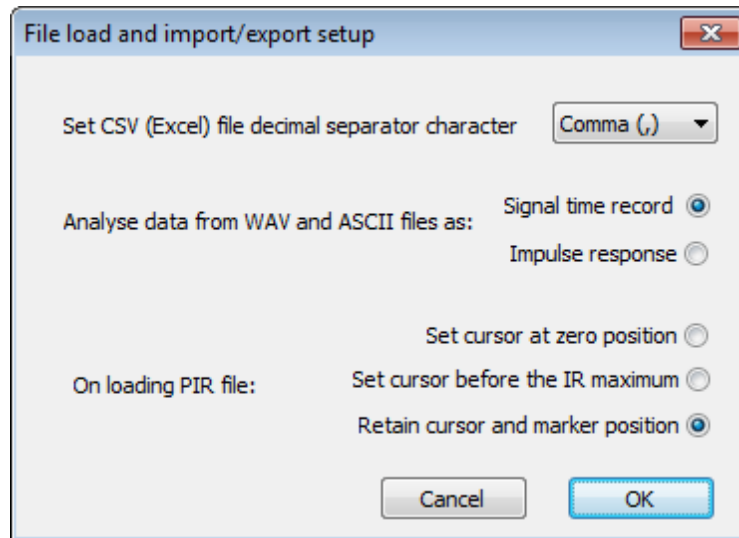 File load and import/export setup
Set CSV (Excel) file decimal separator character Comma (,)
Signal time record
Analyse data from WAV and ASCII files as:
Impulse response
Set cursor at zero position
On loading PIR file: Set cursor before the IR maximum
Retain cursor and marker position
Cancel OK